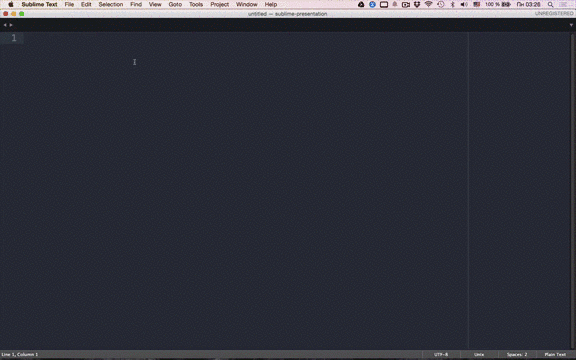 Sublime Text File Edit Selection Find View Goto Tools Project Window Help 100 % Пн 03:26
untitled — sublime-presentation UNREGISTERED
1
Line 1, Column 1 UTF-8 Unix Spaces: 2 Plain Text